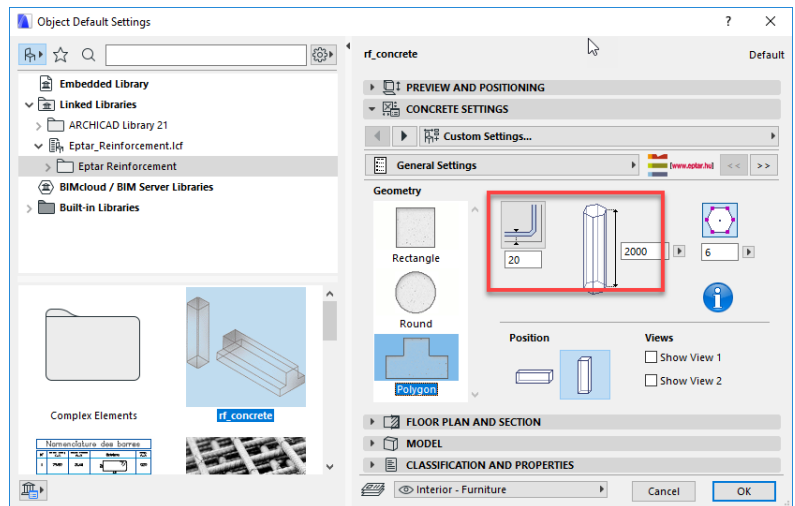 Object Default Settings
? ×
Embedded Library
Linked Libraries
ARCHICAD Library 21
Eptar_Reinforcement.lcf
Eptar Reinforcement
BIMcloud / BIM Server Libraries
Built-in Libraries
Complex Elements
rf_concrete
Nomenclature des barres
rf_concrete
Default
PREVIEW AND POSITIONING
CONCRETE SETTINGS
Custom Settings...
General Settings
[www.eptar.hu]
<< >>
Geometry
Rectangle
Round
Polygon
20
2000
6
Position
Views
Show View 1
Show View 2
FLOOR PLAN AND SECTION
MODEL
CLASSIFICATION AND PROPERTIES
Interior - Furniture
Cancel
OK